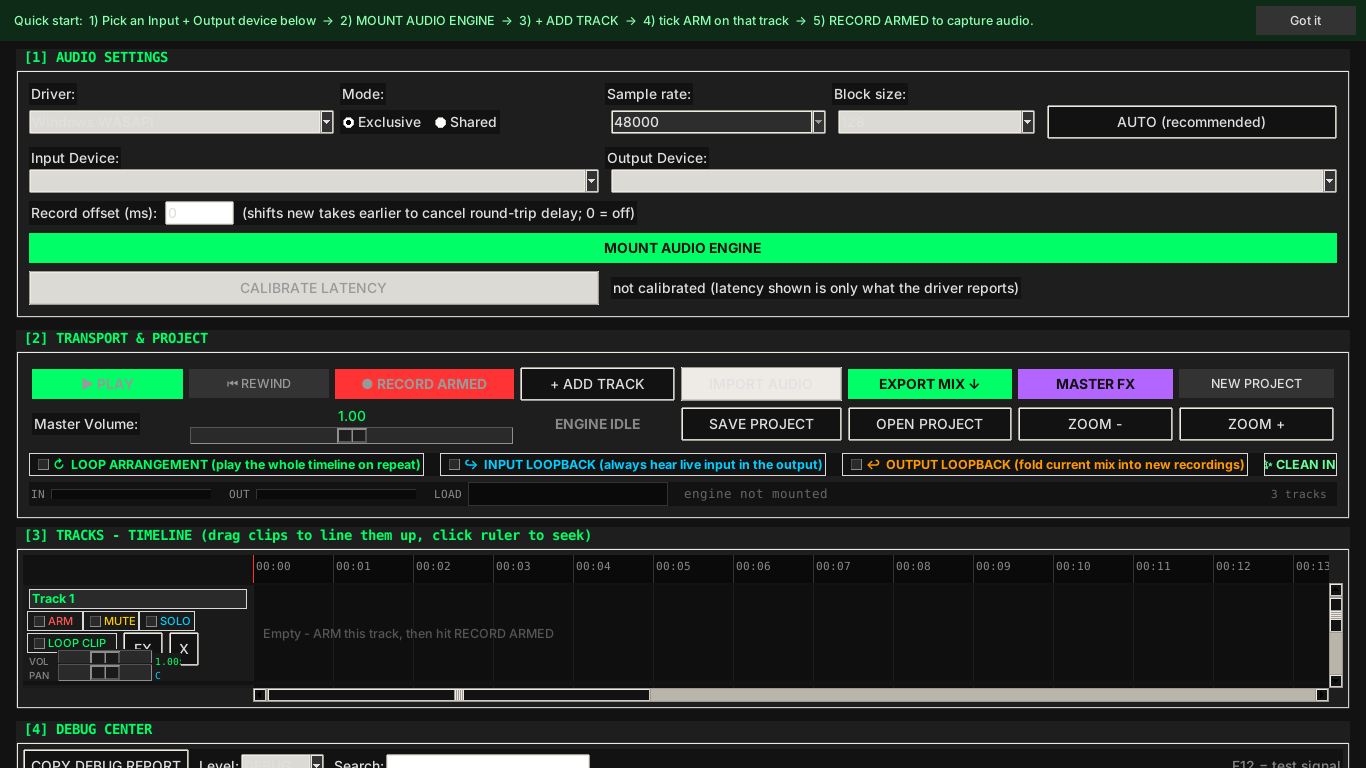 Quick start: 1) Pick an Input + Output device below → 2) MOUNT AUDIO ENGINE → 3) + ADD TRACK → 4) tick ARM on that track → 5) RECORD ARMED to capture audio.
Got it
[1] AUDIO SETTINGS
Driver:
Mode:
Sample rate:
Block size:
Windows WASAPI
Exclusive
Shared
48000
128
AUTO (recommended)
Input Device:
Output Device:
Record offset (ms):
0
(shifts new takes earlier to cancel round-trip delay; 0 = off)
MOUNT AUDIO ENGINE
CALIBRATE LATENCY
not calibrated (latency shown is only what the driver reports)
[2] TRANSPORT & PROJECT
▶ PLAY
⏮ REWIND
● RECORD ARMED
+ ADD TRACK
IMPORT AUDIO
EXPORT MIX ↓
MASTER FX
NEW PROJECT
Master Volume:
1.00
ENGINE IDLE
SAVE PROJECT
OPEN PROJECT
ZOOM -
ZOOM +
↻ LOOP ARRANGEMENT (play the whole timeline on repeat)
↪ INPUT LOOPBACK (always hear live input in the output)
↩ OUTPUT LOOPBACK (fold current mix into new recordings)
CLEAN IN
IN
OUT
LOAD
engine not mounted
3 tracks
[3] TRACKS - TIMELINE (drag clips to line them up, click ruler to seek)
00:00 00:01 00:02 00:03 00:04 00:05 00:06 00:07 00:08 00:09 00:10 00:11 00:12 00:13
Track 1
ARM
MUTE
SOLO
LOOP CLIP
FX
X
Empty - ARM this track, then hit RECORD ARMED
VOL
1.00
PAN
C
[4] DEBUG CENTER
COPY DEBUG REPORT
Level:
Search:
F12 = test signal